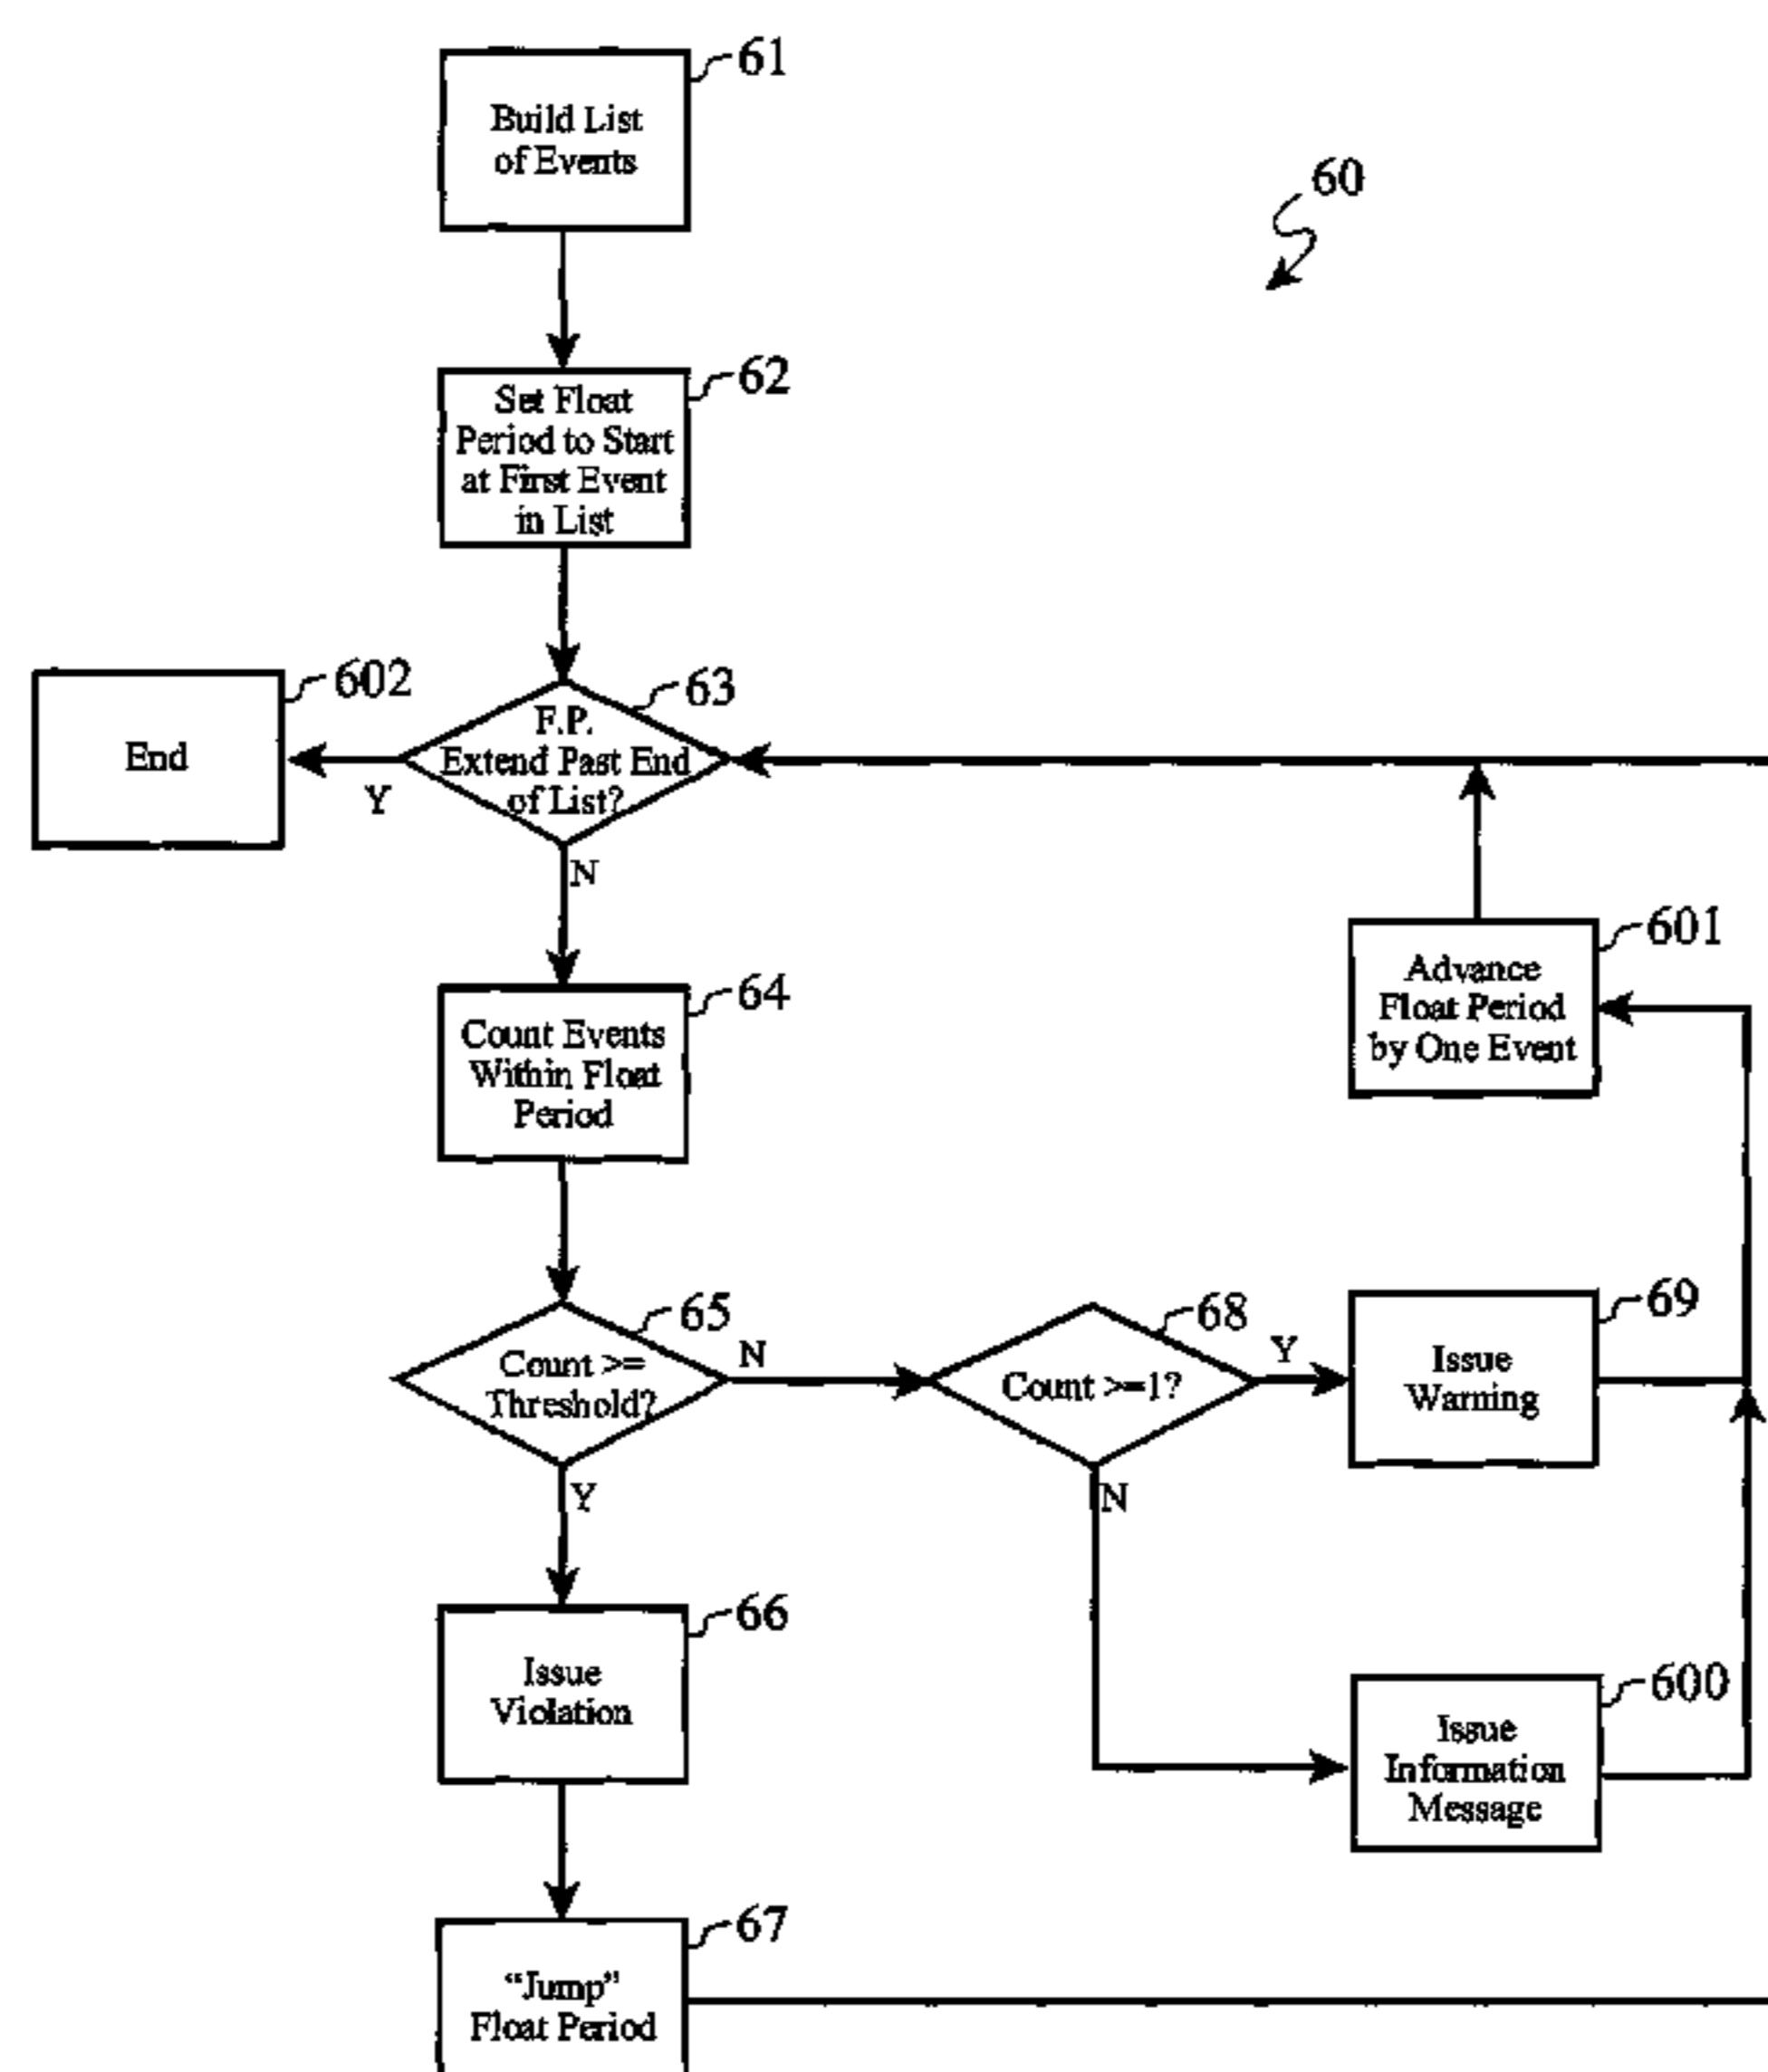 61
Build List
of Events
60
62
Set Float
Period to Start
at First Event
in List
602
End
63
F.P.
Extend Past End
of List?
Y
N
64
Count Events
Within Float
Period
601
Advance
Float Period
by One Event
65
Count >=
Threshold?
N
Y
68
Count >=1?
Y
N
69
Issue
Warning
66
Issue
Violation
600
Issue
Information
Message
67
“Jump”
Float Period